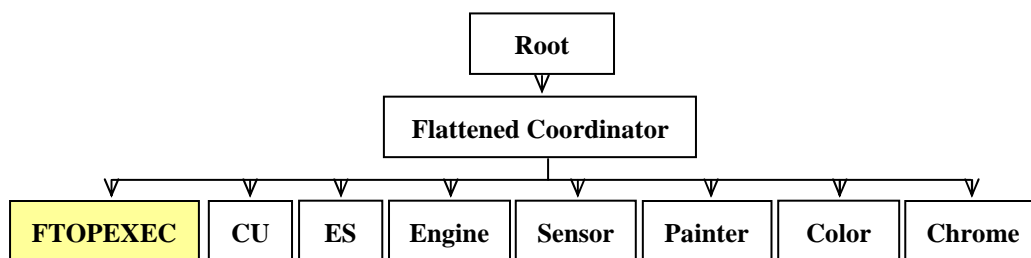 Root
Flattened Coordinator
FTOPEXEC CU ES Engine Sensor Painter Color Chrome